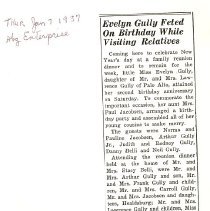 Thur Jan 7 1937
Hbg Enterprise
Evelyn Gully Feted
On Birthday While
Visiting Relatives
Coming here to celebrate New
Year's day at a family reunion
dinner and to remain for the
week, little Miss Evelyn Gully,
daughter of Mr. and Mrs. Law-
rence Gully of Palo Alto, attained
her second birthday anniversary
on Saturday. To commemorate the
important occasion, her aunt Mrs.
Paul Jacobsen, arranged a birth-
day party and assembled all of her
young cousins to make merry.
The guests were Norma and
Pauline Jacobsen, Arthur Gully
Jr., Judith and Rodney Gully,
Danny Belli and Neil Gully.
Attending the reunion dinner
held at the home of Mr. and
Mrs. Stacy Belli, were Mr. and
Mrs. Arthur Gully and son, Mr.
and Mrs. Frank Gully and child-
ren, Mr. and Mrs. Carroll Gully,
Mr. and Mrs. Jacobsen and daugh-
ters, Healdsburg; Mr. and Mrs.
Lawrence Gully and children, Miss